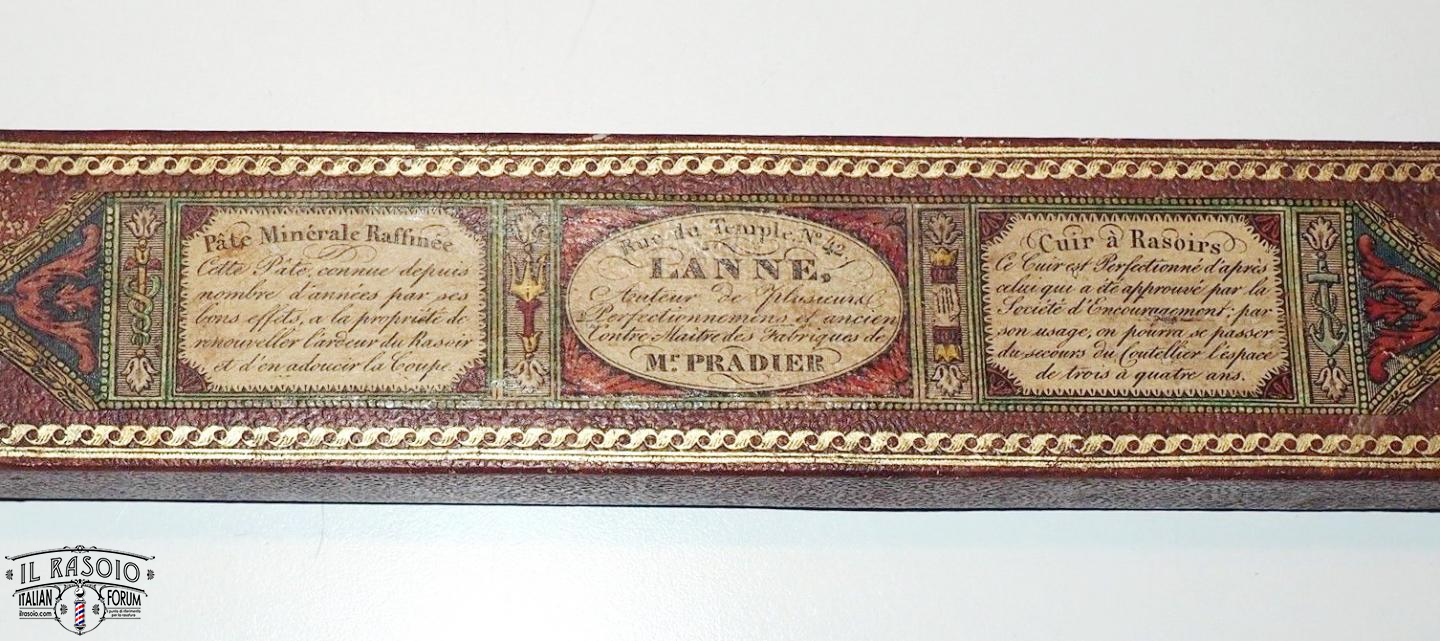 Pâte Minérale Raffinée
Cette Pâte, connue depuis
nombre d'années par ses
bons effets, a la propriété de
renouveller l'ardeur du Rasoir
et d'en adoucir la Coupe
Rue du Temple N.º 42
LANNE,
Auteur de Plusieurs
Perfectionnemens et ancien
Contre Maitre des Fabriques de
M.r PRADIER
Cuir à Rasoirs
Ce Cuir est Perfectionné d'après
celui qui a été approuvé par la
Société d'Encouragement; par
son usage, on pourra se passer
du secours du Coutellier l'espace
de trois à quatre ans.
IL RASOIO
ITALIAN FORUM
ilrasoio.com